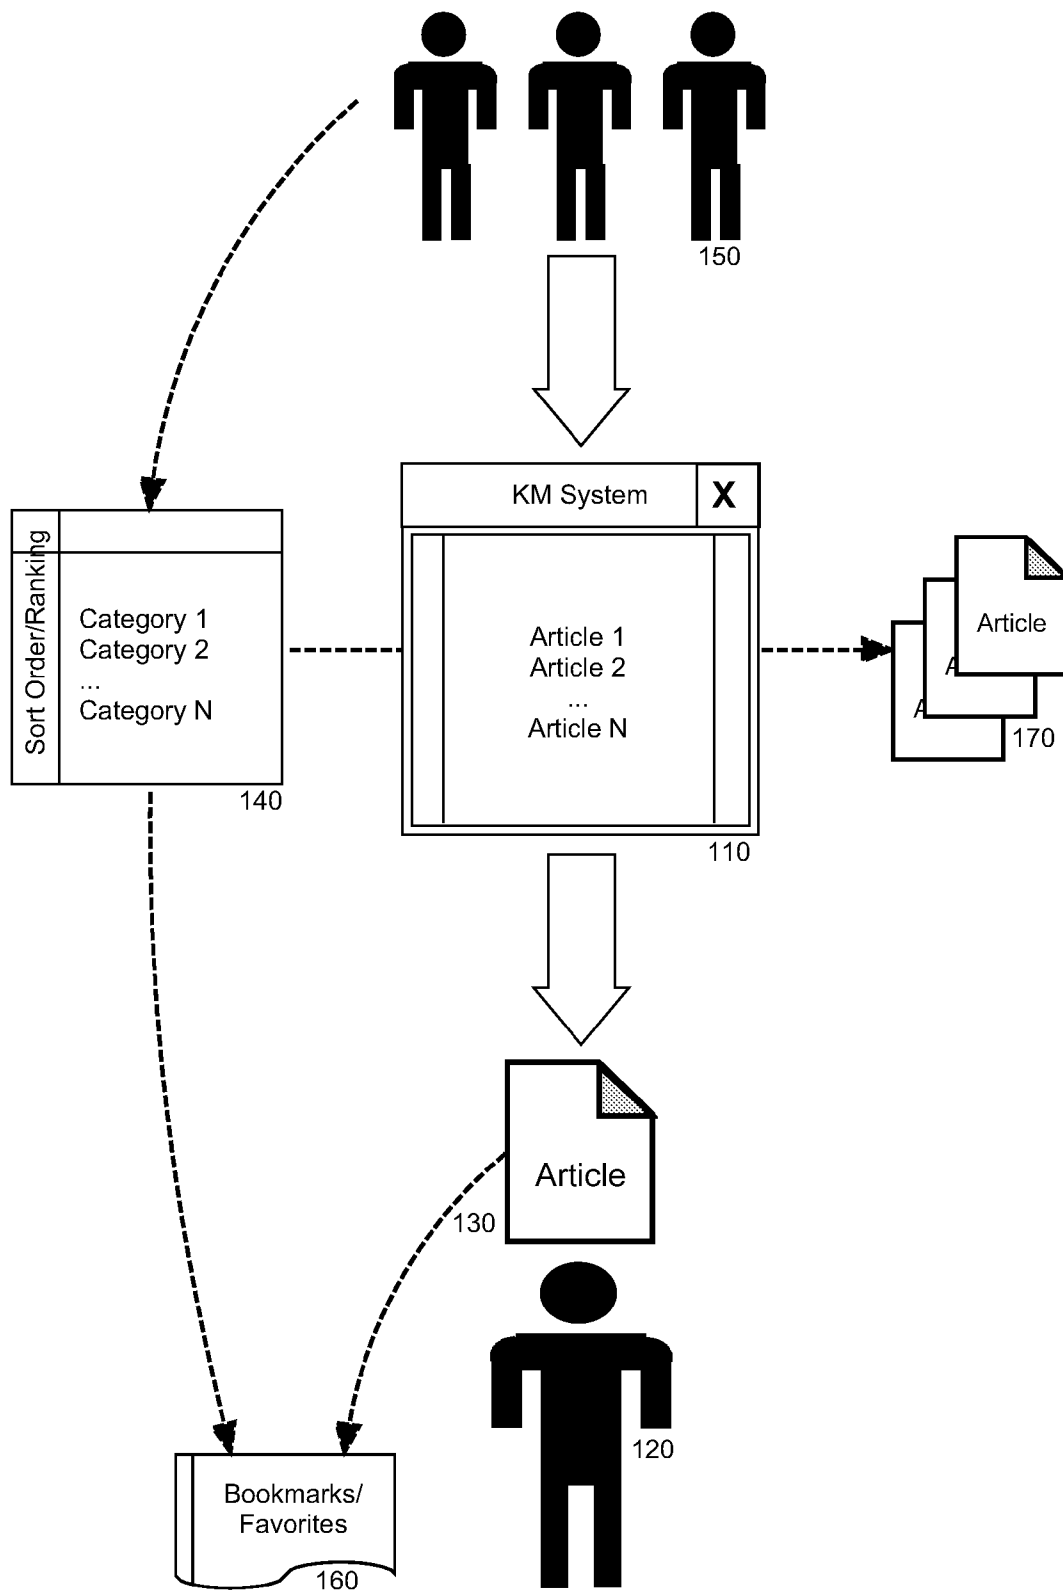 150
KM System
X
Sort Order/Ranking
Category 1
Category 2
...
Category N
140
Article 1
Article 2
...
Article N
110
Article
A
A
170
Article
130
120
Bookmarks/
Favorites
160